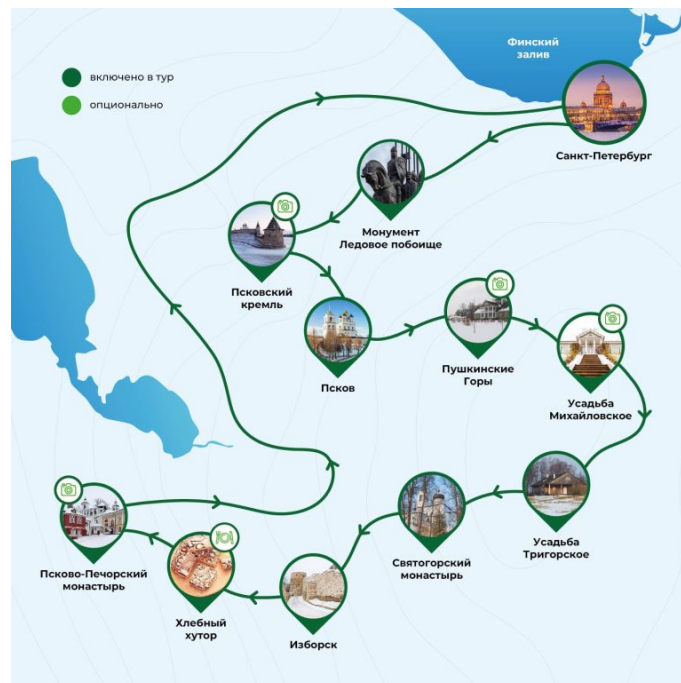 Финский
залив
включено в тур
опционально
Санкт-Петербург
Монумент
Ледовое побоище
Псковский
кремль
Псков
Пушкинские
Горы
Усадьба
Михайловское
Усадьба
Тригорское
Святогорский
монастырь
Изборск
Хлебный
хутор
Псково-Печорский
монастырь